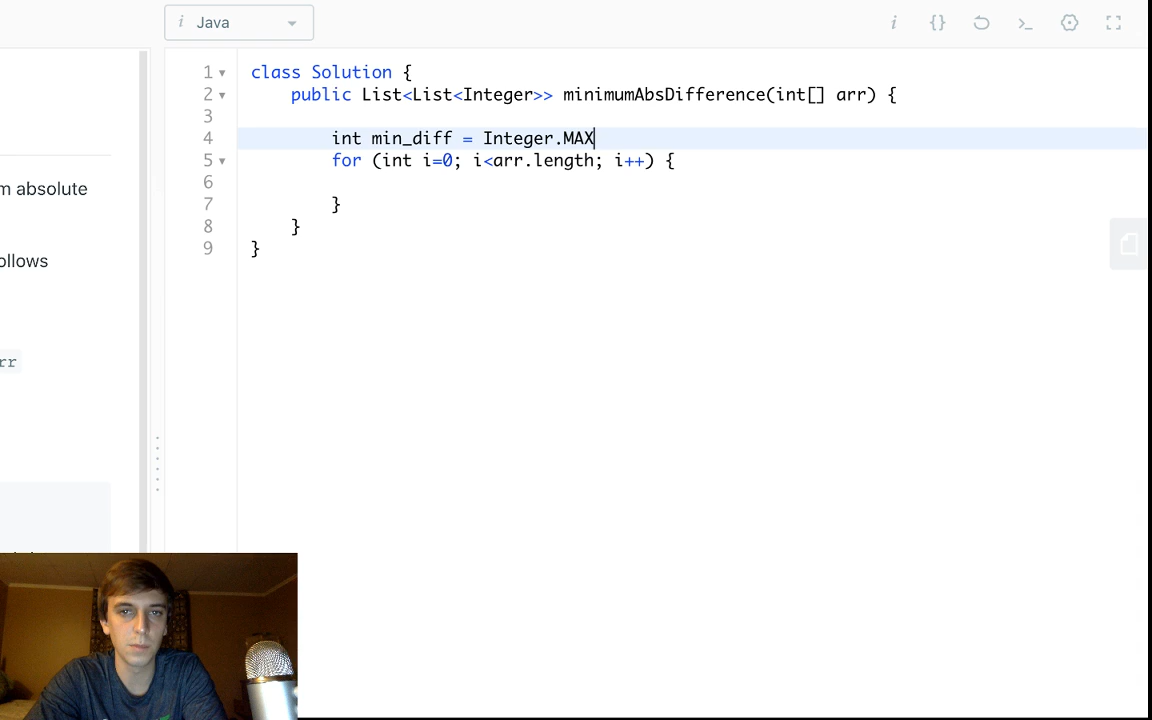 i Java
i {}
m absolute
ollows
rr
1 class Solution {
2 public List<List<Integer>> minimumAbsDifference(int[] arr) {
3
4 int min_diff = Integer.MAX
5 for (int i=0; i<arr.length; i++) {
6
7 }
8 }
9 }